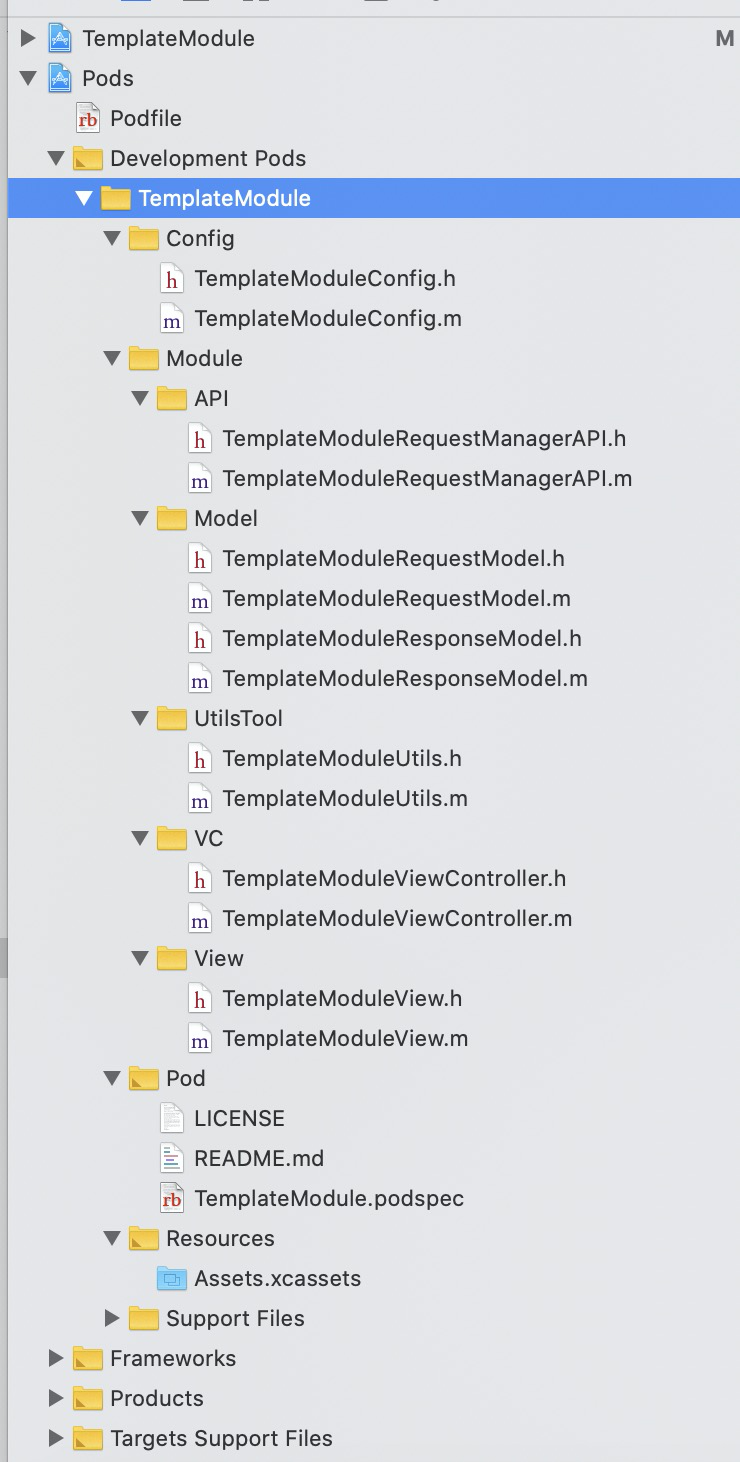 TemplateModule M
Pods
rb Podfile
Development Pods
TemplateModule
Config
h TemplateModuleConfig.h
m TemplateModuleConfig.m
Module
API
h TemplateModuleRequestManagerAPI.h
m TemplateModuleRequestManagerAPI.m
Model
h TemplateModuleRequestModel.h
m TemplateModuleRequestModel.m
h TemplateModuleResponseModel.h
m TemplateModuleResponseModel.m
UtilsTool
h TemplateModuleUtils.h
m TemplateModuleUtils.m
VC
h TemplateModuleViewController.h
m TemplateModuleViewController.m
View
h TemplateModuleView.h
m TemplateModuleView.m
Pod
LICENSE
README.md
rb TemplateModule.podspec
Resources
Assets.xcassets
Support Files
Frameworks
Products
Targets Support Files